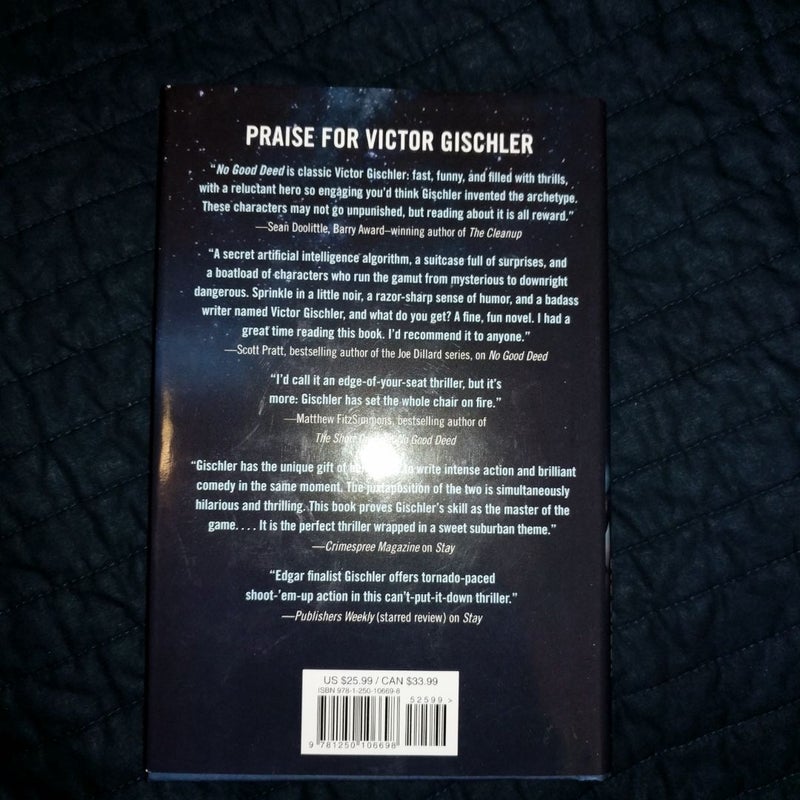 PRAISE FOR VICTOR GISCHLER
“No Good Deed is classic Victor Gischler: fast, funny, and filled with thrills,
with a reluctant hero so engaging you’d think Gischler invented the archetype.
These characters may not go unpunished, but reading about it is all reward.”
—Sean Doolittle, Barry Award–winning author of The Cleanup
“A secret artificial intelligence algorithm, a suitcase full of surprises, and
a boatload of characters who run the gamut from mysterious to downright
dangerous. Sprinkle in a little noir, a razor-sharp sense of humor, and a badass
writer named Victor Gischler, and what do you get? A fine, fun novel. I had a
great time reading this book. I’d recommend it to anyone.”
—Scott Pratt, bestselling author of the Joe Dillard series, on No Good Deed
“I’d call it an edge-of-your-seat thriller, but it’s
more: Gischler has set the whole chair on fire.”
—Matthew FitzSimmons, bestselling author of
The Short No Good Deed
“Gischler has the unique gift of to write intense action and brilliant
comedy in the same moment. The juxtaposition of the two is simultaneously
hilarious and thrilling. This book proves Gischler’s skill as the master of the
game. . . . It is the perfect thriller wrapped in a sweet suburban theme.”
—Crimespree Magazine on Stay
“Edgar finalist Gischler offers tornado-paced
shoot-’em-up action in this can’t-put-it-down thriller.”
—Publishers Weekly (starred review) on Stay
US $25.99 / CAN $33.99
ISBN 978-1-250-10669-8
52599>
9 781250 106698